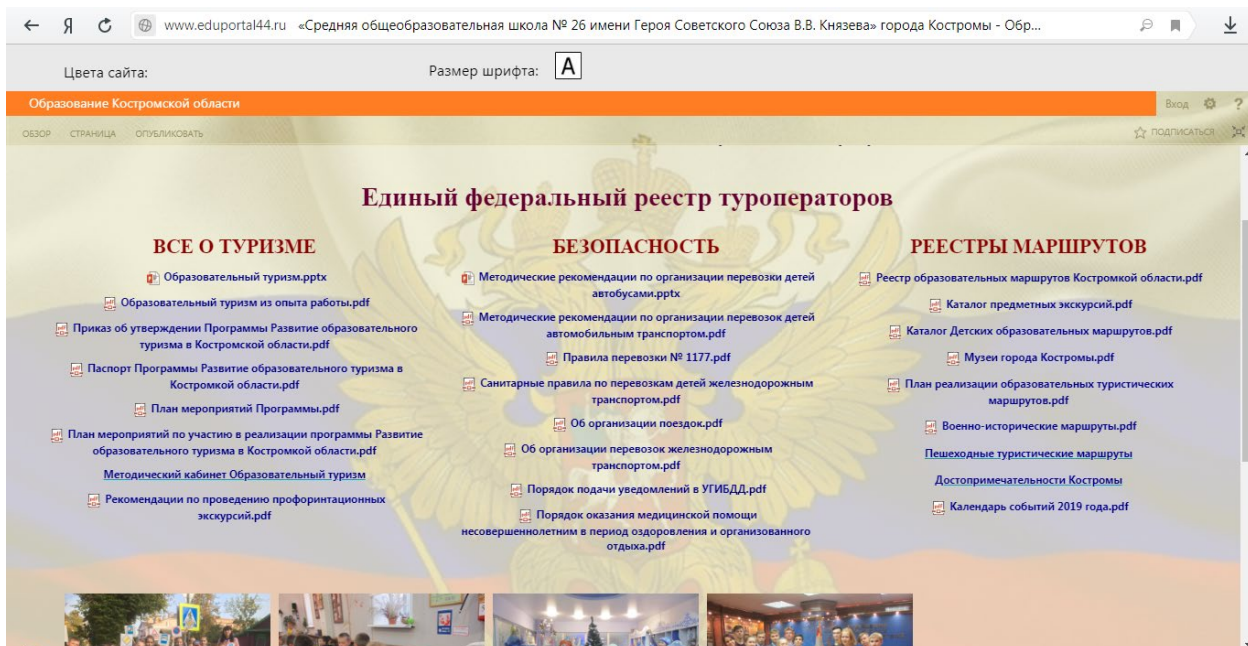 Я www.eduportal44.ru «Средняя общеобразовательная школа № 26 имени Героя Советского Союза В.В. Князева» города Костромы - Обр...
Цвета сайта: Размер шрифта: A
Образование Костромской области Вход ?
ОБЗОР СТРАНИЦА ОПУБЛИКОВАТЬ ПОДПИСАТЬСЯ
Единый федеральный реестр туроператоров
ВСЕ О ТУРИЗМЕ
Образовательный туризм.pptx
Образовательный туризм из опыта работы.pdf
Приказ об утверждении Программы Развитие образовательного
туризма в Костромской области.pdf
Паспорт Программы Развитие образовательного туризма в
Костромкой области.pdf
План мероприятий Программы.pdf
План мероприятий по участию в реализации программы Развитие
образовательного туризма в Костромкой области.pdf
Методический кабинет Образовательный туризм
Рекомендации по проведению профоринтационных
экскурсий.pdf
БЕЗОПАСНОСТЬ
Методические рекомендации по организации перевозки детей
автобусами.pptx
Методические рекомендации по организации перевозок детей
автомобильным транспортом.pdf
Правила перевозки № 1177.pdf
Санитарные правила по перевозкам детей железнодорожным
транспортом.pdf
Об организации поездок.pdf
Об организации перевозок железнодорожным
транспортом.pdf
Порядок подачи уведомлений в УГИБДД.pdf
Порядок оказания медицинской помощи
несовершеннолетним в период оздоровления и организованного
отдыха.pdf
РЕЕСТРЫ МАРШРУТОВ
Реестр образовательных маршрутов Костромкой области.pdf
Каталог предметных экскурсий.pdf
Каталог Детских образовательных маршрутов.pdf
Музеи города Костромы.pdf
План реализации образовательных туристических
маршрутов.pdf
Военно-исторические маршруты.pdf
Пешеходные туристические маршруты
Достопримечательности Костромы
Календарь событий 2019 года.pdf